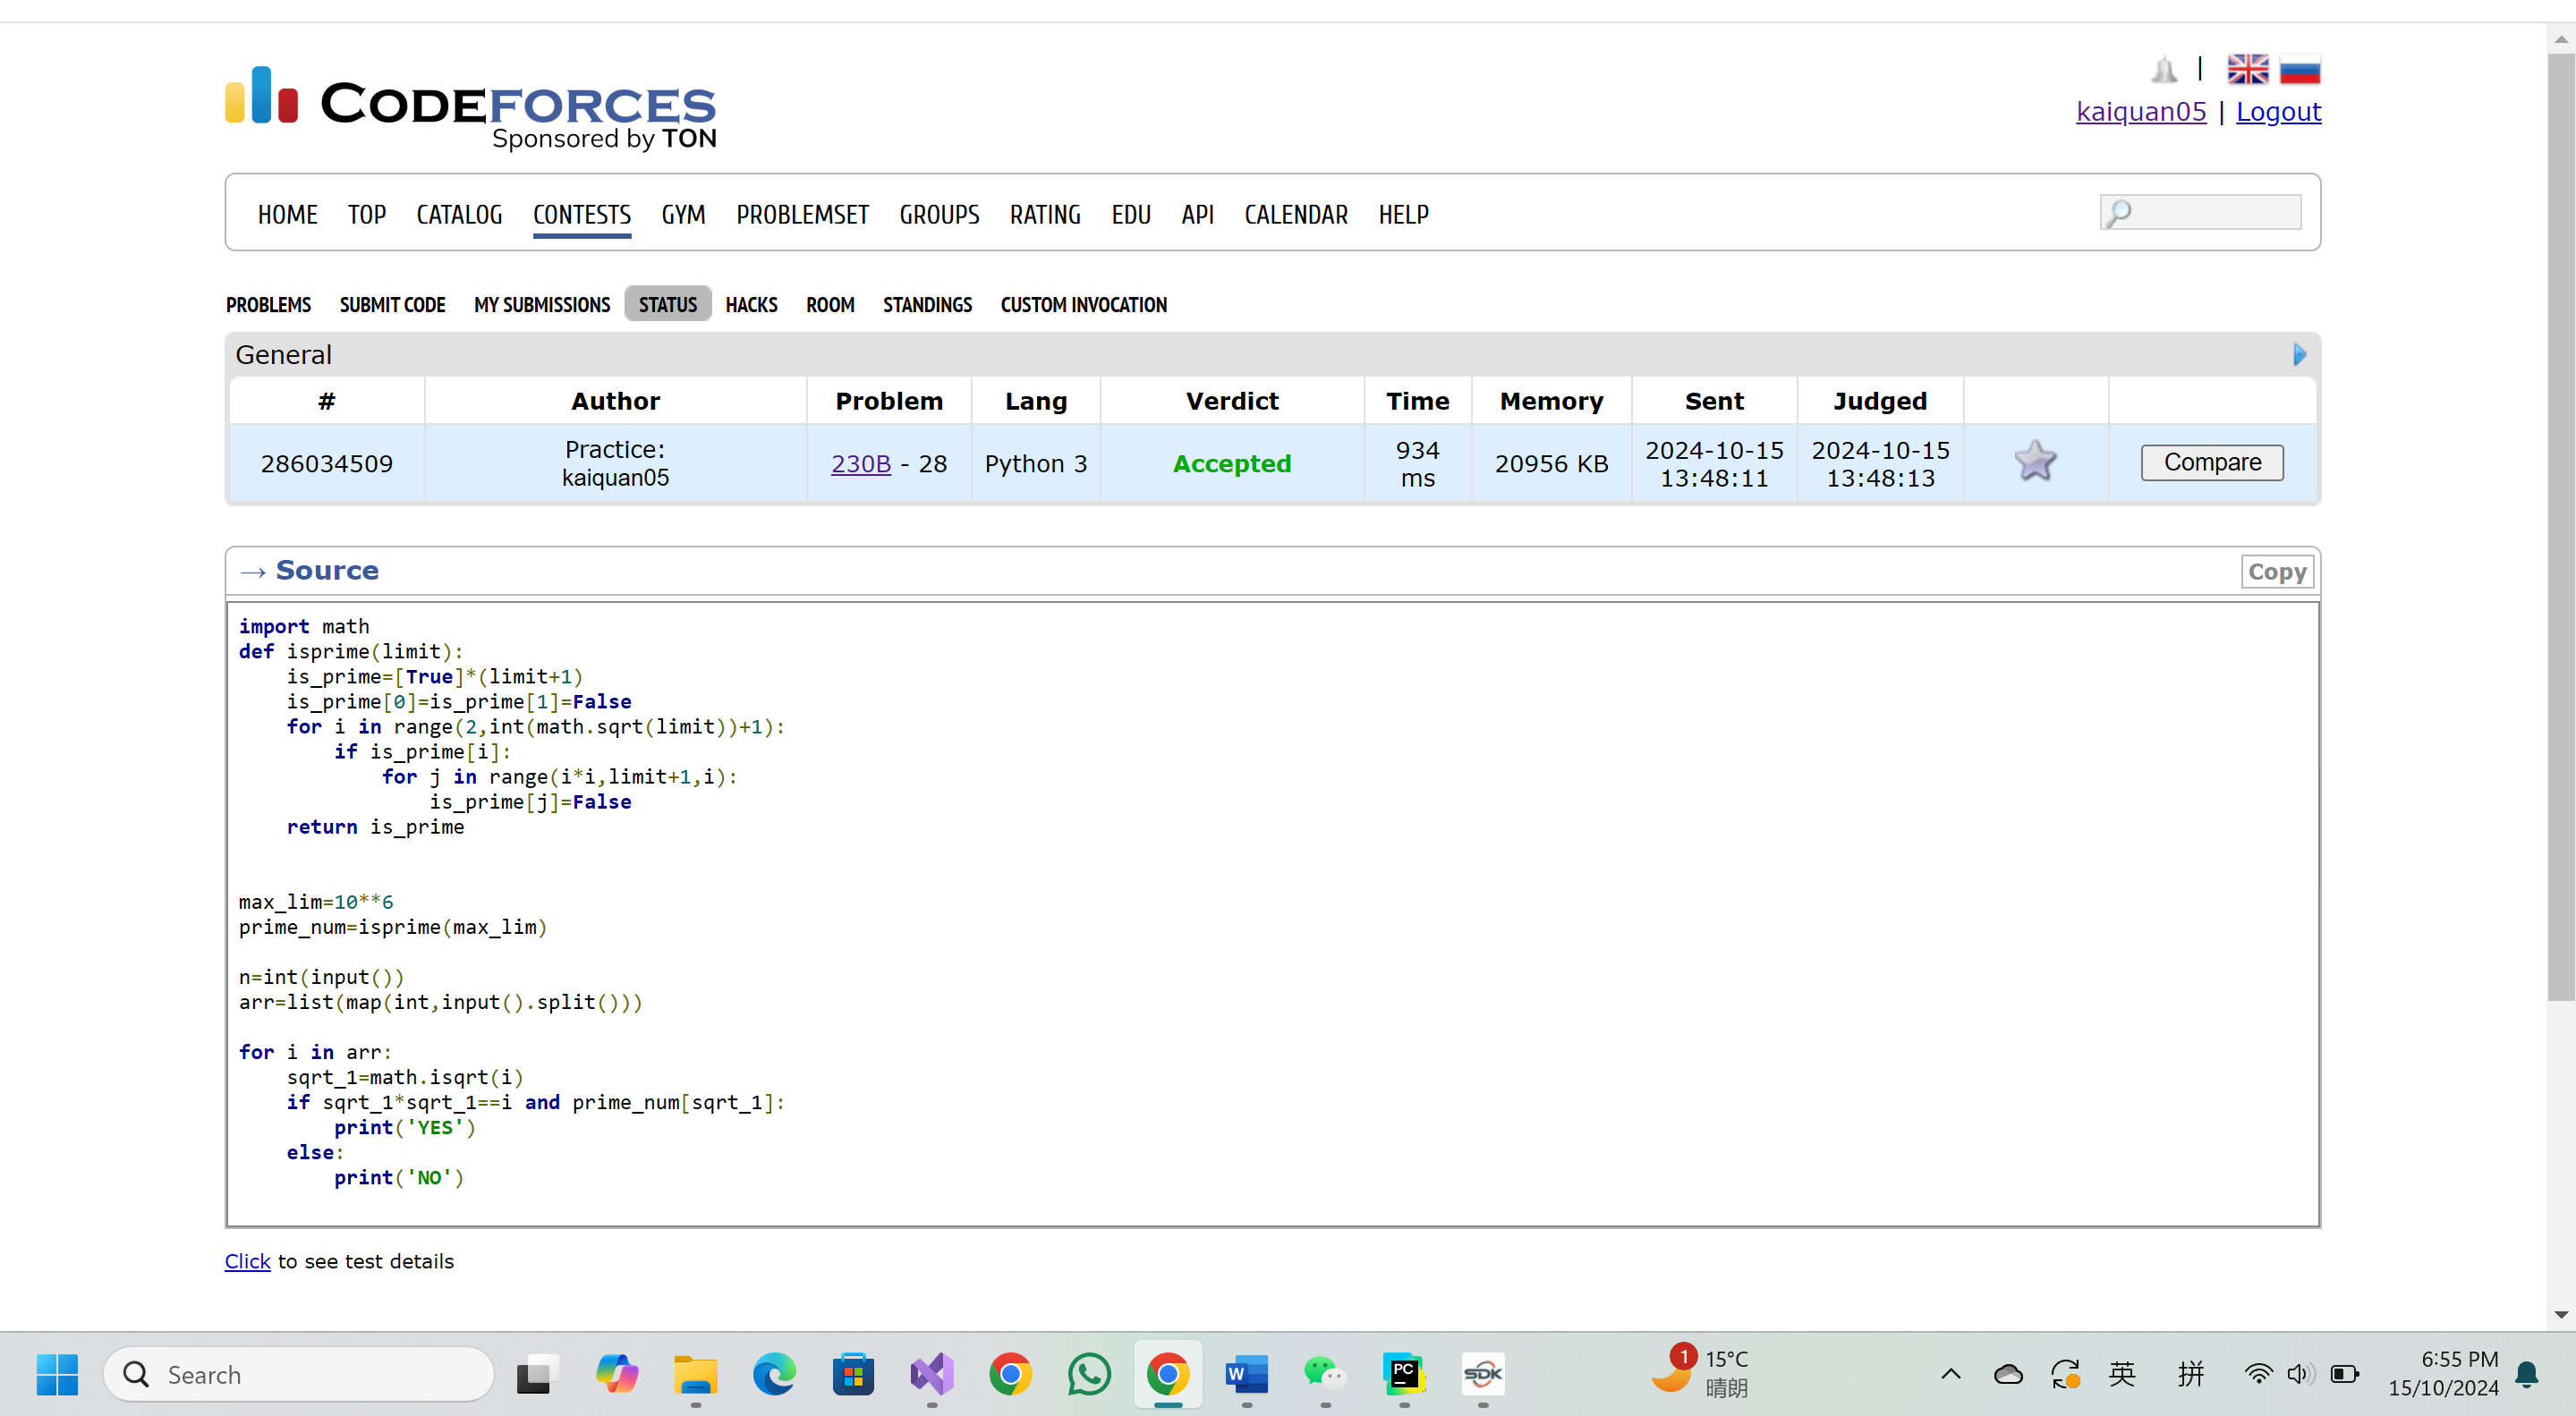 CODEFORCES
Sponsored by TON
|
kaiquan05 | Logout
HOME TOP CATALOG CONTESTS GYM PROBLEMSET GROUPS RATING EDU API CALENDAR HELP
PROBLEMS SUBMIT CODE MY SUBMISSIONS STATUS HACKS ROOM STANDINGS CUSTOM INVOCATION
General
# Author Problem Lang Verdict Time Memory Sent Judged
286034509 Practice: kaiquan05 230B - 28 Python 3 Accepted 934 ms 20956 KB 2024-10-15 13:48:11 2024-10-15 13:48:13 Compare
→ Source
Copy
import math
def isprime(limit):
    is_prime=[True]*(limit+1)
    is_prime[0]=is_prime[1]=False
    for i in range(2,int(math.sqrt(limit))+1):
        if is_prime[i]:
            for j in range(i*i,limit+1,i):
                is_prime[j]=False
    return is_prime
max_lim=10**6
prime_num=isprime(max_lim)
n=int(input())
arr=list(map(int,input().split()))
for i in arr:
    sqrt_1=math.isqrt(i)
    if sqrt_1*sqrt_1==i and prime_num[sqrt_1]:
        print('YES')
    else:
        print('NO')
Click to see test details
Search
W
PC
SDK
1
15°C
晴朗
英
拼
6:55 PM
15/10/2024